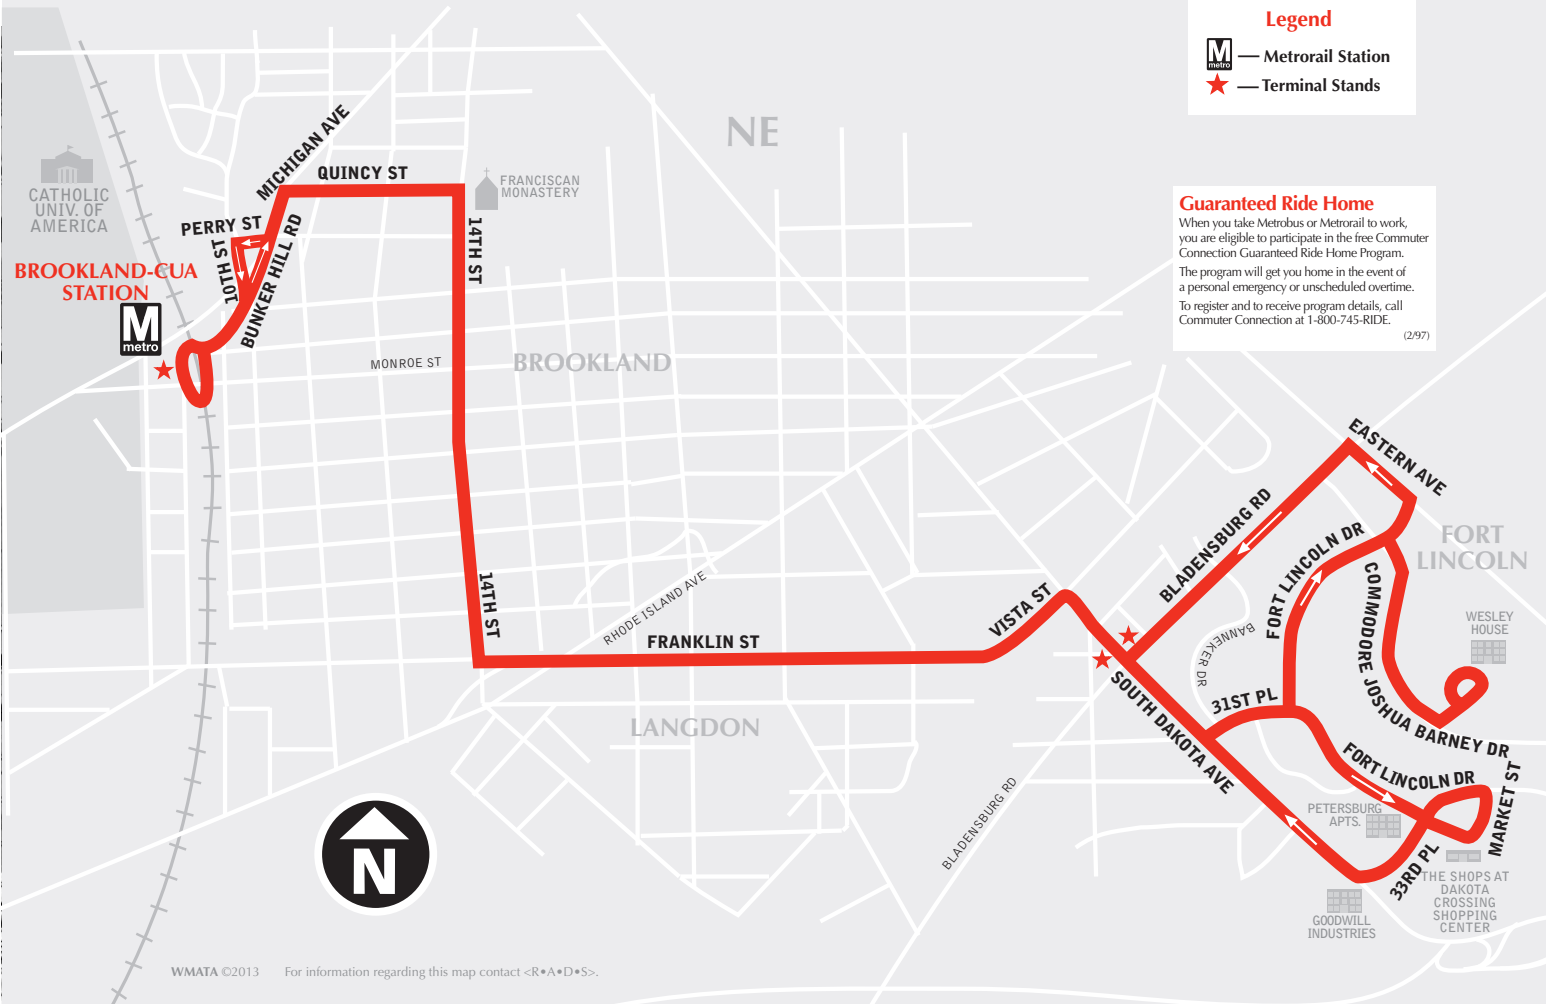 Legend
M
metro
— Metrorail Station
— Terminal Stands
NE
MICHIGAN AVE
QUINCY ST
FRANCISCAN
MONASTERY
CATHOLIC
UNIV. OF
AMERICA
PERRY ST
10TH ST
BUNKER HILL RD
14TH ST
BROOKLAND-CUA
STATION
M
metro
MONROE ST
BROOKLAND
Guaranteed Ride Home
When you take Metrobus or Metrorail to work,
you are eligible to participate in the free Commuter
Connection Guaranteed Ride Home Program.
The program will get you home in the event of
a personal emergency or unscheduled overtime.
To register and to receive program details, call
Commuter Connection at 1-800-745-RIDE.
(2/97)
EASTERN AVE
BLADENSBURG RD
FORT LINCOLN DR
FORT
LINCOLN
COMMODORE JOSHUA BARNEY DR
WESLEY
HOUSE
14TH ST
RHODE ISLAND AVE
FRANKLIN ST
VISTA ST
BANNEKER DR
SOUTH DAKOTA AVE
31ST PL
LANGDON
FORT LINCOLN DR
MARKET ST
BLADENSBURG RD
PETERSBURG
APTS.
33RD PL
THE SHOPS AT
DAKOTA
CROSSING
SHOPPING
CENTER
GOODWILL
INDUSTRIES
N
WMATA ©2013 For information regarding this map contact <R•A•D•S>.